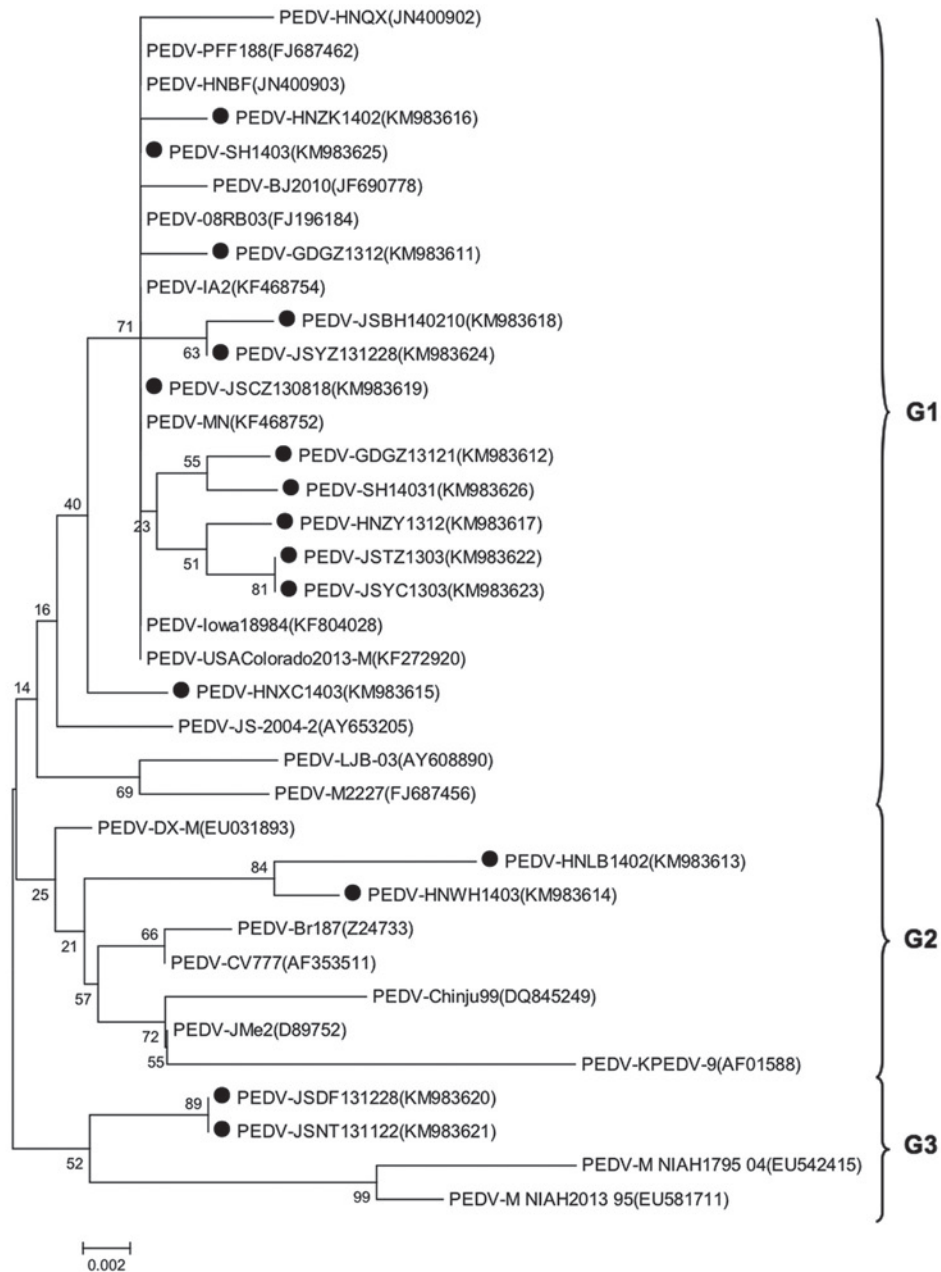 PEDV-HNQX(JN400902)
PEDV-PFF188(FJ687462)
PEDV-HNBF(JN400903)
PEDV-HNZK1402(KM983616)
PEDV-SH1403(KM983625)
PEDV-BJ2010(JF690778)
PEDV-08RB03(FJ196184)
PEDV-GDGZ1312(KM983611)
PEDV-IA2(KF468754)
71
PEDV-JSBH140210(KM983618)
63
PEDV-JSYZ131228(KM983624)
PEDV-JSCZ130818(KM983619)
G1
PEDV-MN(KF468752)
55
PEDV-GDGZ13121(KM983612)
PEDV-SH14031(KM983626)
40
23
PEDV-HNZY1312(KM983617)
51
PEDV-JSTZ1303(KM983622)
81
PEDV-JSYC1303(KM983623)
16
PEDV-Iowa18984(KF804028)
PEDV-USAColorado2013-M(KF272920)
14
PEDV-HNXC1403(KM983615)
PEDV-JS-2004-2(AY653205)
PEDV-LJB-03(AY608890)
69
PEDV-M2227(FJ687456)
PEDV-DX-M(EU031893)
84
PEDV-HNLB1402(KM983613)
25
PEDV-HNWH1403(KM983614)
66
PEDV-Br187(Z24733)
21
G2
PEDV-CV777(AF353511)
57
PEDV-Chinju99(DQ845249)
72
PEDV-JMe2(D89752)
55
PEDV-KPEDV-9(AF01588)
89
PEDV-JSDF131228(KM983620)
PEDV-JSNT131122(KM983621)
G3
52
PEDV-M NIAH1795 04(EU542415)
99
PEDV-M NIAH2013 95(EU581711)
0.002